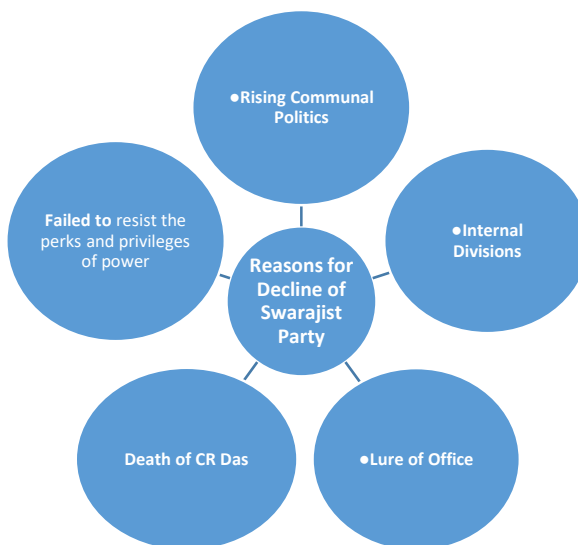 ●Rising Communal
Politics
Failed to resist the
perks and privileges
of power
●Internal
Divisions
Reasons for
Decline of
Swarajist
Party
Death of CR Das
●Lure of Office